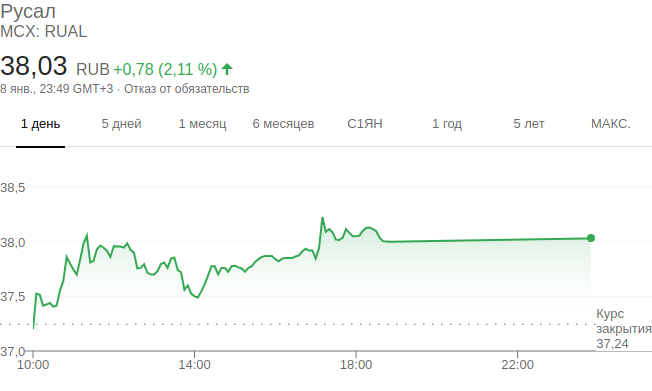 Русал
MCX: RUAL
38,03 RUB +0,78 (2,11 %)
8 янв., 23:49 GMT+3 · Отказ от обязательств
1 день 5 дней 1 месяц 6 месяцев С1ЯН 1 год 5 лет МАКС.
38,5
38,0
37,5
Курс
закрытия
37,24
37,0
10:00 14:00 18:00 22:00